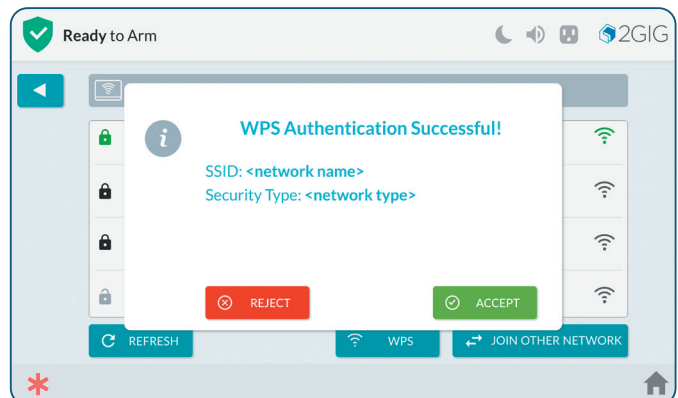 Ready to Arm
2GIG
i
WPS Authentication Successful!
SSID: <network name>
Security Type: <network type>
REJECT
ACCEPT
REFRESH
WPS
JOIN OTHER NETWORK